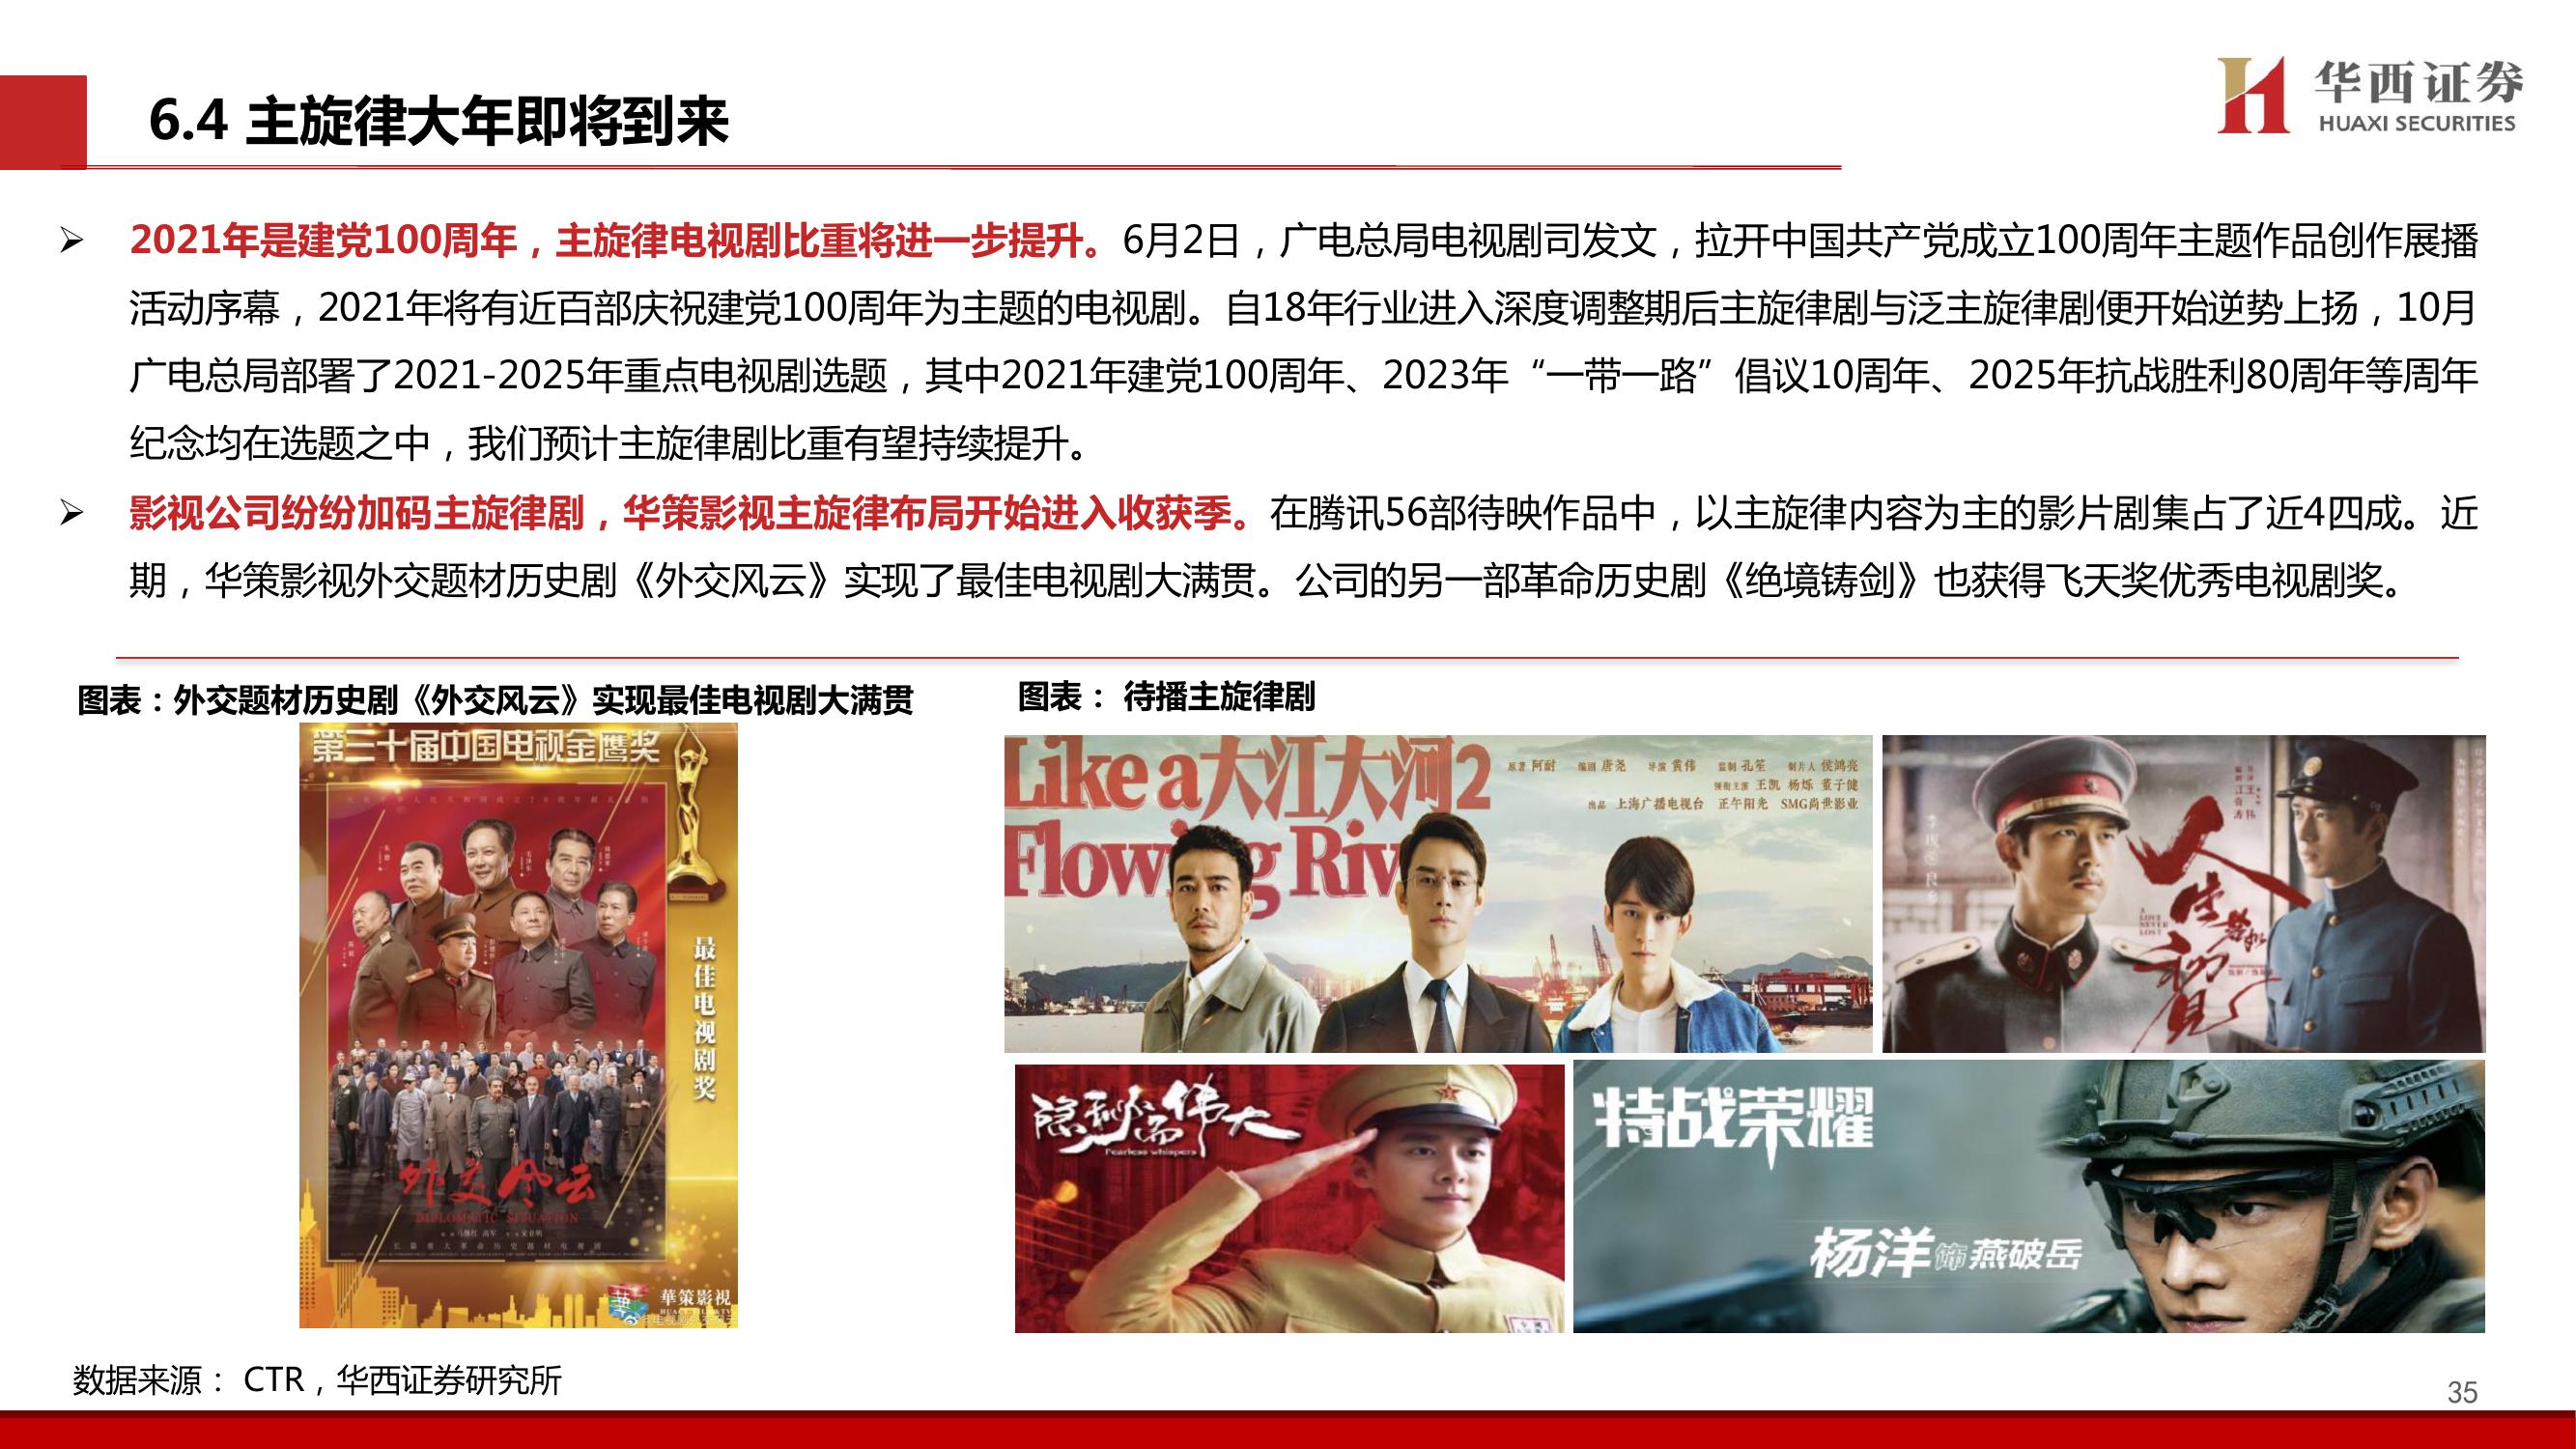 6.4 主旋律大年即将到来
华西证券
HUAXI SECURITIES
2021年是建党100周年，主旋律电视剧比重将进一步提升。6月2日，广电总局电视剧司发文，拉开中国共产党成立100周年主题作品创作展播
活动序幕，2021年将有近百部庆祝建党100周年为主题的电视剧。自18年行业进入深度调整期后主旋律剧与泛主旋律剧便开始逆势上扬，10月
广电总局部署了2021-2025年重点电视剧选题，其中2021年建党100周年、2023年“一带一路”倡议10周年、2025年抗战胜利80周年等周年
纪念均在选题之中，我们预计主旋律剧比重有望持续提升。
影视公司纷纷加码主旋律剧，华策影视主旋律布局开始进入收获季。在腾讯56部待映作品中，以主旋律内容为主的影片剧集占了近4四成。近
期，华策影视外交题材历史剧《外交风云》实现了最佳电视剧大满贯。公司的另一部革命历史剧《绝境铸剑》也获得飞天奖优秀电视剧奖。
图表：外交题材历史剧《外交风云》实现最佳电视剧大满贯
第三十届中国电视金鹰奖
最佳电视剧奖
外交风云
DIPLOMATIC SITUATION
華策影視
图表： 待播主旋律剧
Like a 大江大河2
Flowing Riv
原著 阿耐 编剧 唐尧 导演 黄伟 监制 孔笙 制片人 侯鸿亮
领衔主演 王凯 杨烁 董子健
出品 上海广播电视台 正午阳光 SMG尚世影业
人生若如初见
A LOVE
NEVER
LOST
隐秘而伟大
Fearless whispers
特战荣耀
杨洋 饰 燕破岳
数据来源： CTR，华西证券研究所
35